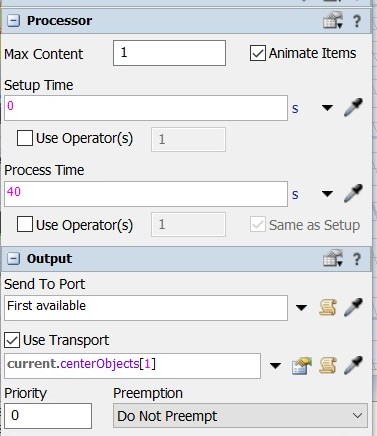 Processor ?
Max Content 1 Animate Items
Setup Time
0 s
Use Operator(s) 1
Process Time
40 s
Use Operator(s) 1 Same as Setup
Output ?
Send To Port
First available
Use Transport
current.centerObjects[1]
Priority Preemption
0 Do Not Preempt